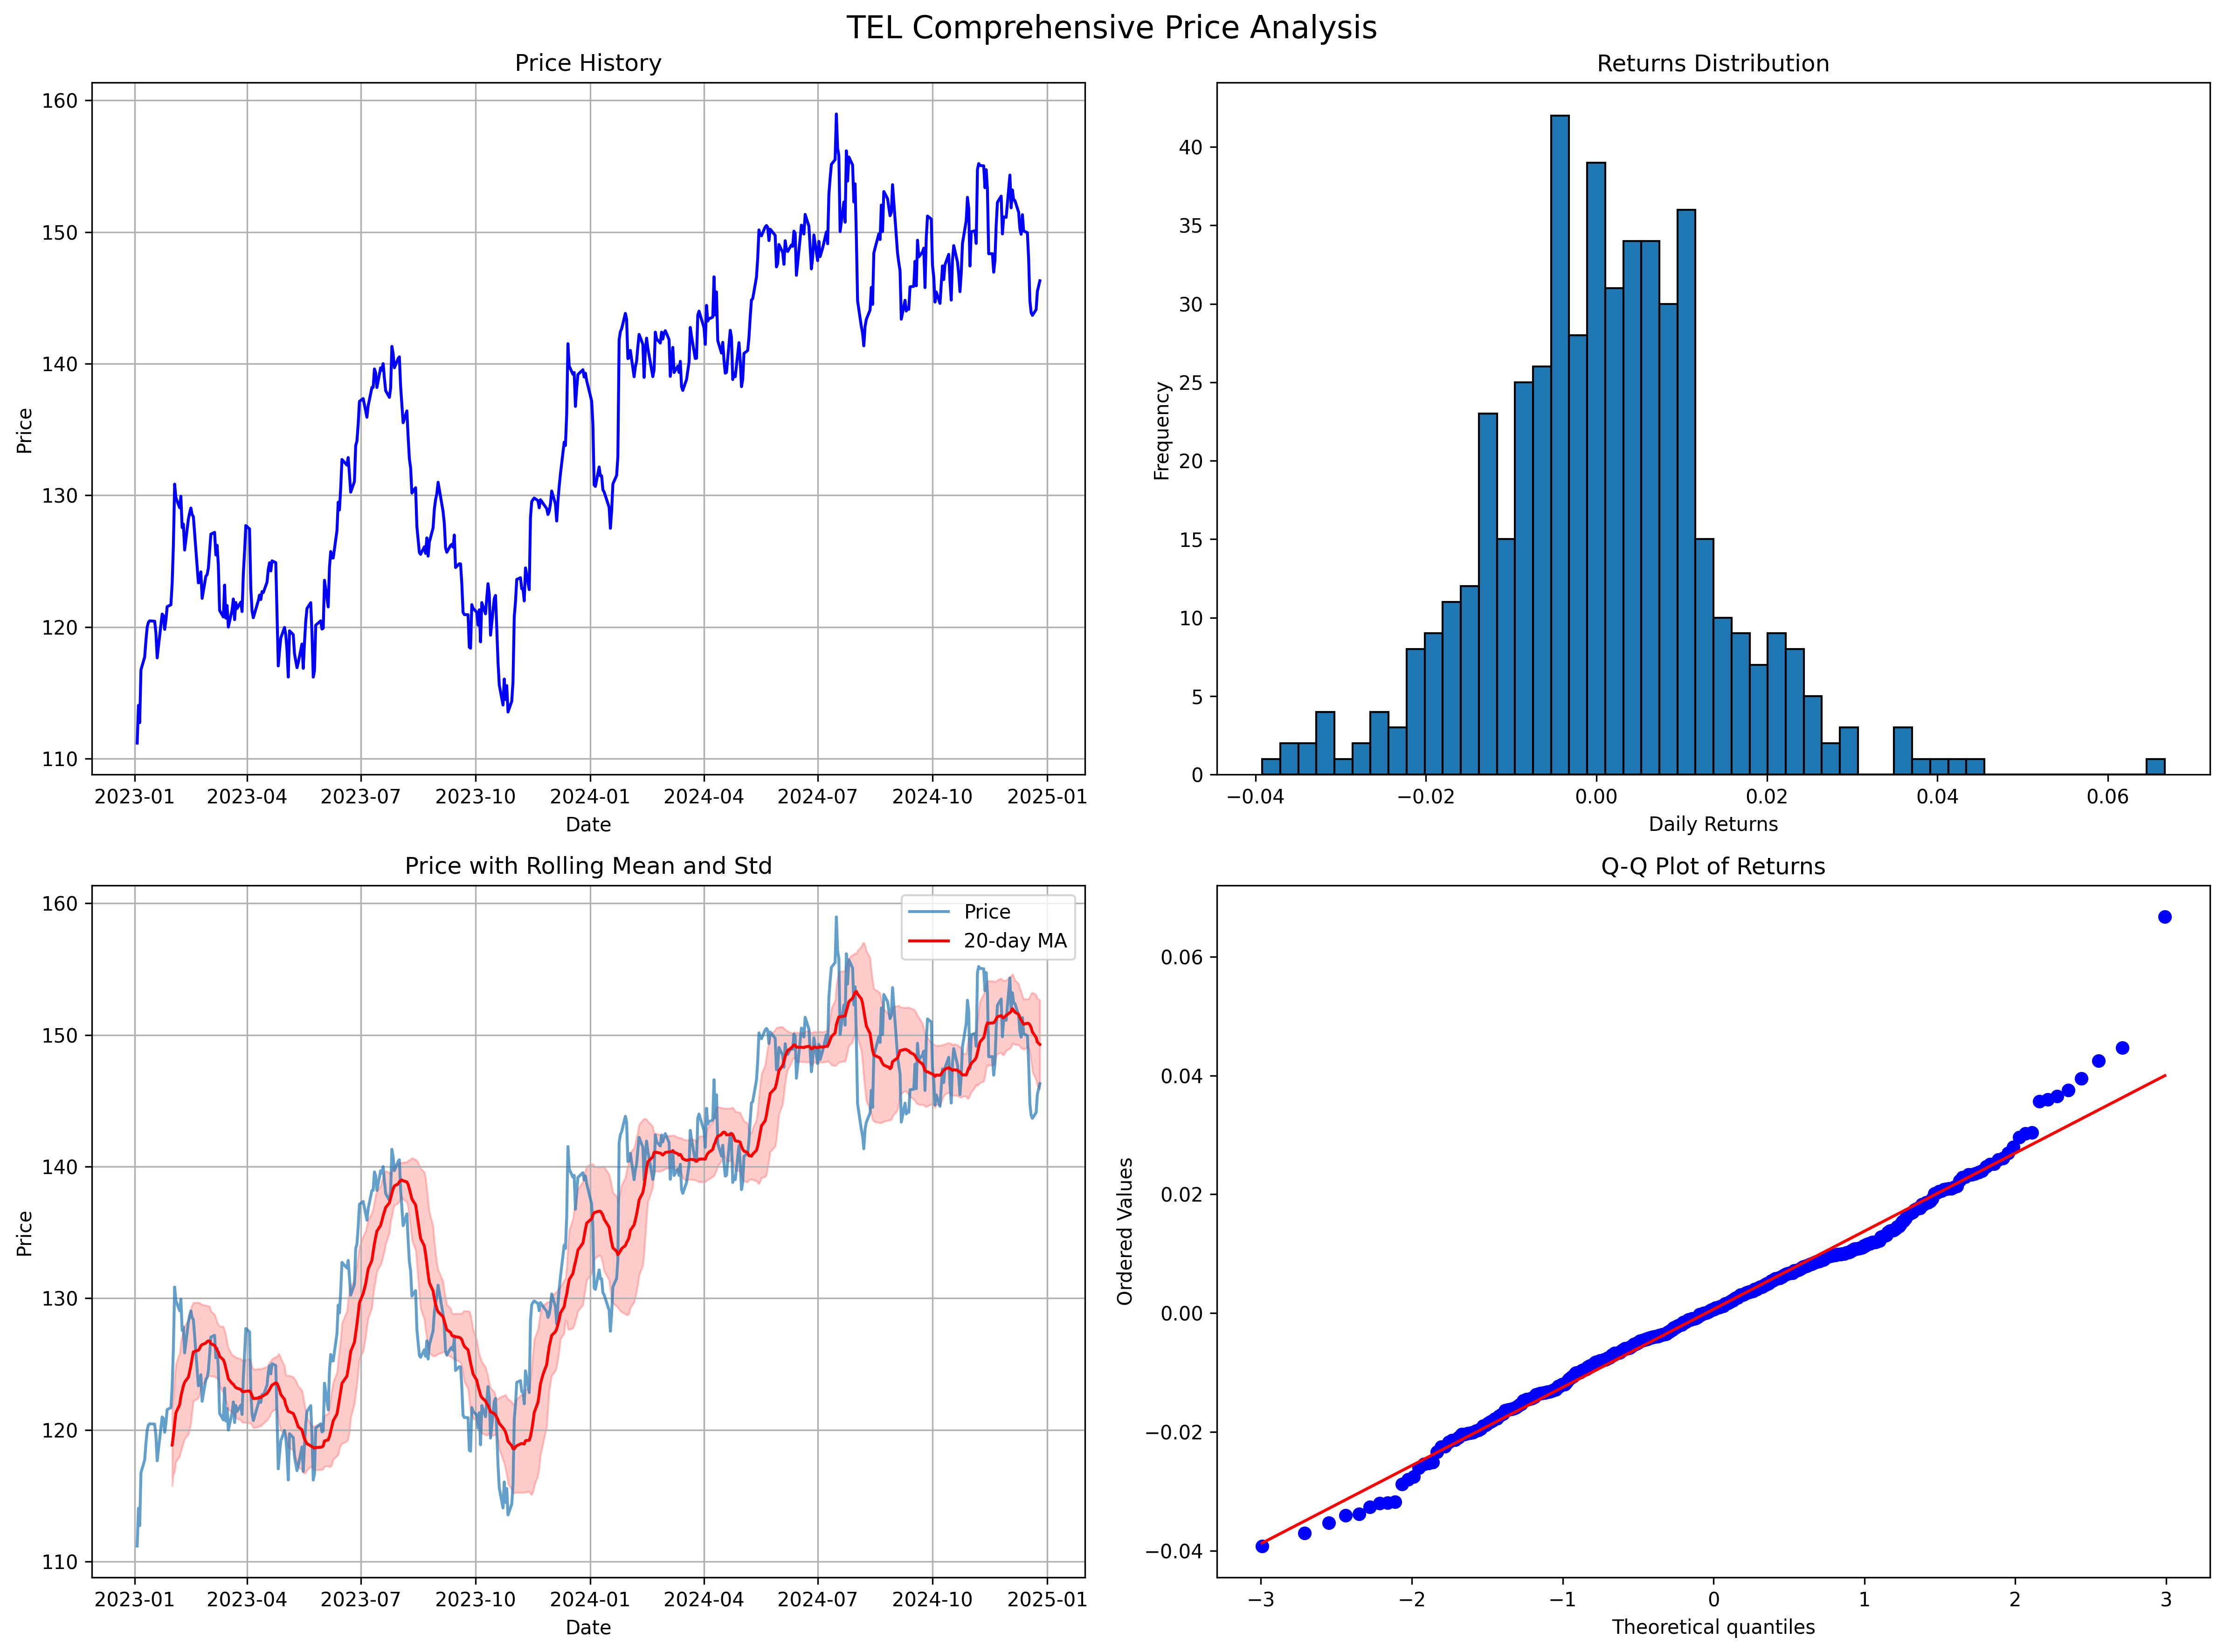 TEL Comprehensive Price Analysis
Price History
160
150
140
130
120
110
Price
2023-01 2023-04 2023-07 2023-10 2024-01 2024-04 2024-07 2024-10 2025-01
Date
Returns Distribution
40
35
30
25
20
15
10
5
0
Frequency
−0.04 −0.02 0.00 0.02 0.04 0.06
Daily Returns
Price with Rolling Mean and Std
Price
20-day MA
160
150
140
130
120
110
Price
2023-01 2023-04 2023-07 2023-10 2024-01 2024-04 2024-07 2024-10 2025-01
Date
Q-Q Plot of Returns
0.06
0.04
0.02
0.00
−0.02
−0.04
Ordered Values
−3 −2 −1 0 1 2 3
Theoretical quantiles